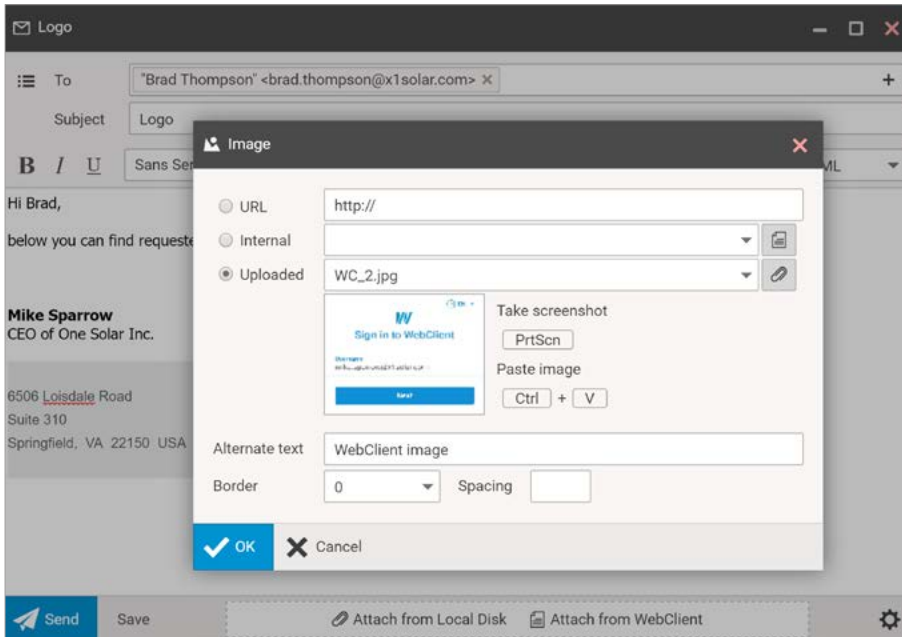 Logo
To "Brad Thompson" <brad.thompson@x1solar.com>
Subject Logo
B I U Sans Ser ML
Hi Brad,
below you can find requeste
Mike Sparrow
CEO of One Solar Inc.
6506 Loisdale Road
Suite 310
Springfield, VA 22150 USA
Image
URL http://
Internal
Uploaded WC_2.jpg
W
Sign in to WebClient
Username
Next
Take screenshot
PrtScn
Paste image
Ctrl + V
Alternate text WebClient image
Border 0 Spacing
OK Cancel
Send Save Attach from Local Disk Attach from WebClient